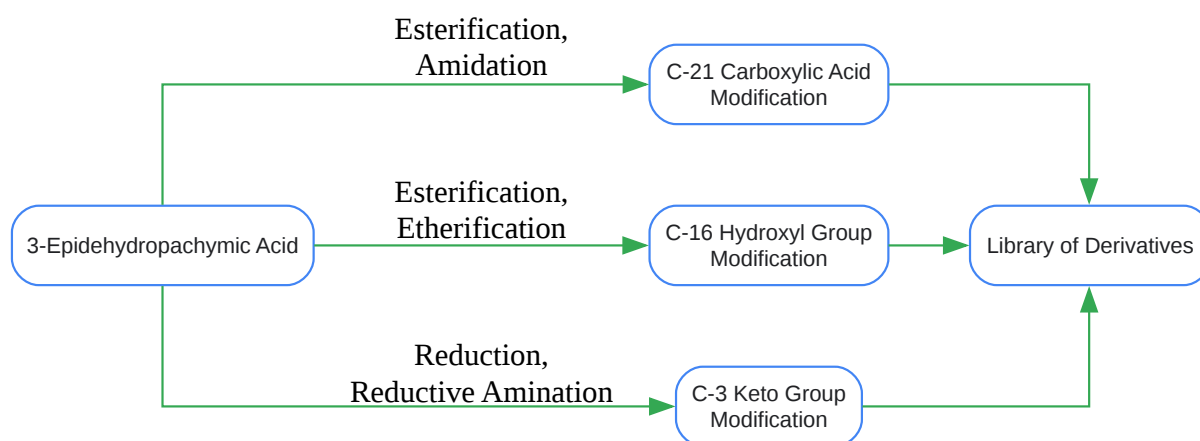 Esterification,
Amidation
C-21 Carboxylic Acid
Modification
Esterification,
Etherification
3-Epidehydropachymic Acid
C-16 Hydroxyl Group
Modification
Library of Derivatives
Reduction,
Reductive Amination
C-3 Keto Group
Modification